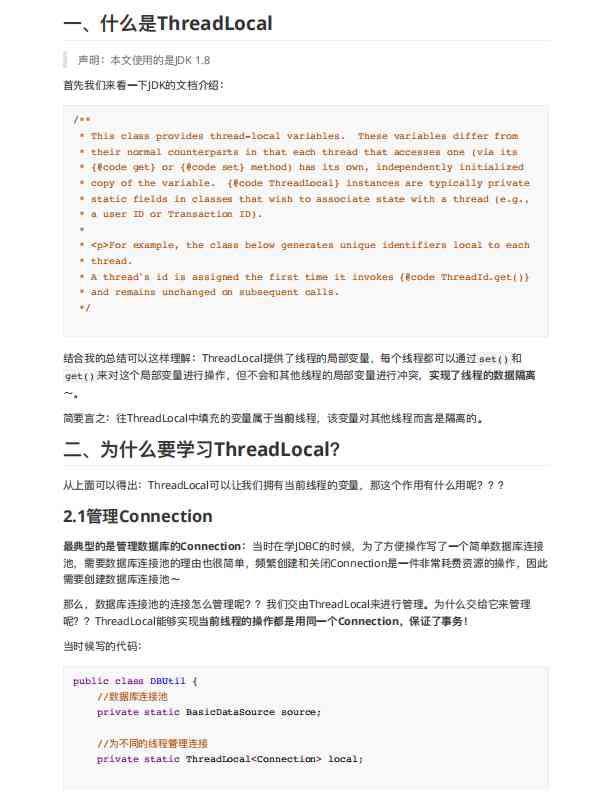 一、什么是ThreadLocal
声明：本文使用的是JDK 1.8
首先我们来看一下JDK的文档介绍：
/**
 * This class provides thread-local variables.  These variables differ from
 * their normal counterparts in that each thread that accesses one (via its
 * {@code get} or {@code set} method) has its own, independently initialized
 * copy of the variable.  {@code ThreadLocal} instances are typically private
 * static fields in classes that wish to associate state with a thread (e.g.,
 * a user ID or Transaction ID).
 *
 * <p>For example, the class below generates unique identifiers local to each
 * thread.
 * A thread's id is assigned the first time it invokes {@code ThreadId.get()}
 * and remains unchanged on subsequent calls.
 */
结合我的总结可以这样理解：ThreadLocal提供了线程的局部变量，每个线程都可以通过set()和
get()来对这个局部变量进行操作，但不会和其他线程的局部变量进行冲突，实现了线程的数据隔离
～。
简要言之：往ThreadLocal中填充的变量属于当前线程，该变量对其他线程而言是隔离的。
二、为什么要学习ThreadLocal？
从上面可以得出：ThreadLocal可以让我们拥有当前线程的变量，那这个作用有什么用呢？？？
2.1管理Connection
最典型的是管理数据库的Connection：当时在学JDBC的时候，为了方便操作写了一个简单数据库连接
池，需要数据库连接池的理由也很简单，频繁创建和关闭Connection是一件非常耗费资源的操作，因此
需要创建数据库连接池～
那么，数据库连接池的连接怎么管理呢？？我们交由ThreadLocal来进行管理。为什么交给它来管理
呢？？ThreadLocal能够实现当前线程的操作都是用同一个Connection，保证了事务！
当时候写的代码：
public class DBUtil {
    //数据库连接池
    private static BasicDataSource source;
    //为不同的线程管理连接
    private static ThreadLocal<Connection> local;